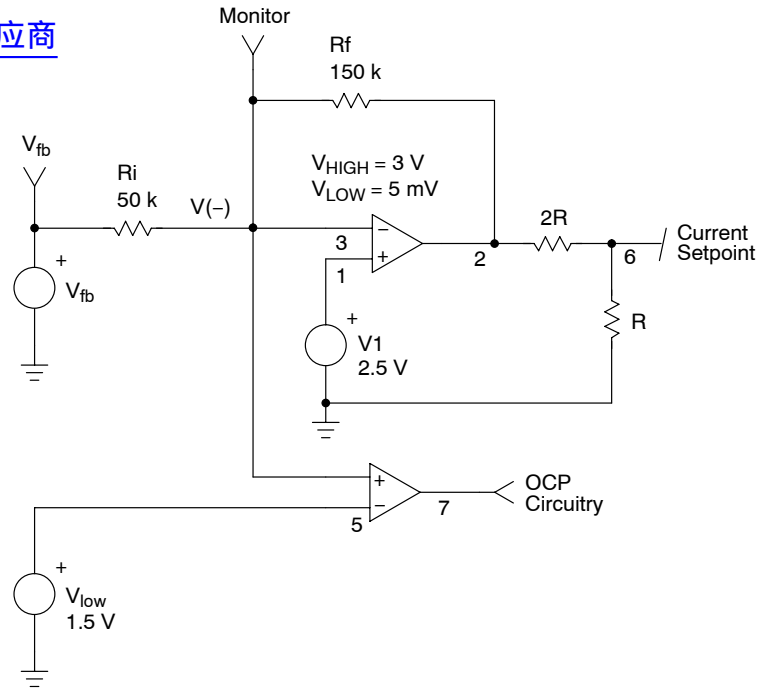 应商
Monitor
Rf
150 k
Vfb
Ri
50 k
V(−)
VHIGH = 3 V
VLOW = 5 mV
−
3
+
1
2
2R
6
Current
Setpoint
+
Vfb
+
V1
2.5 V
R
+
−
5
7
OCP
Circuitry
+
Vlow
1.5 V